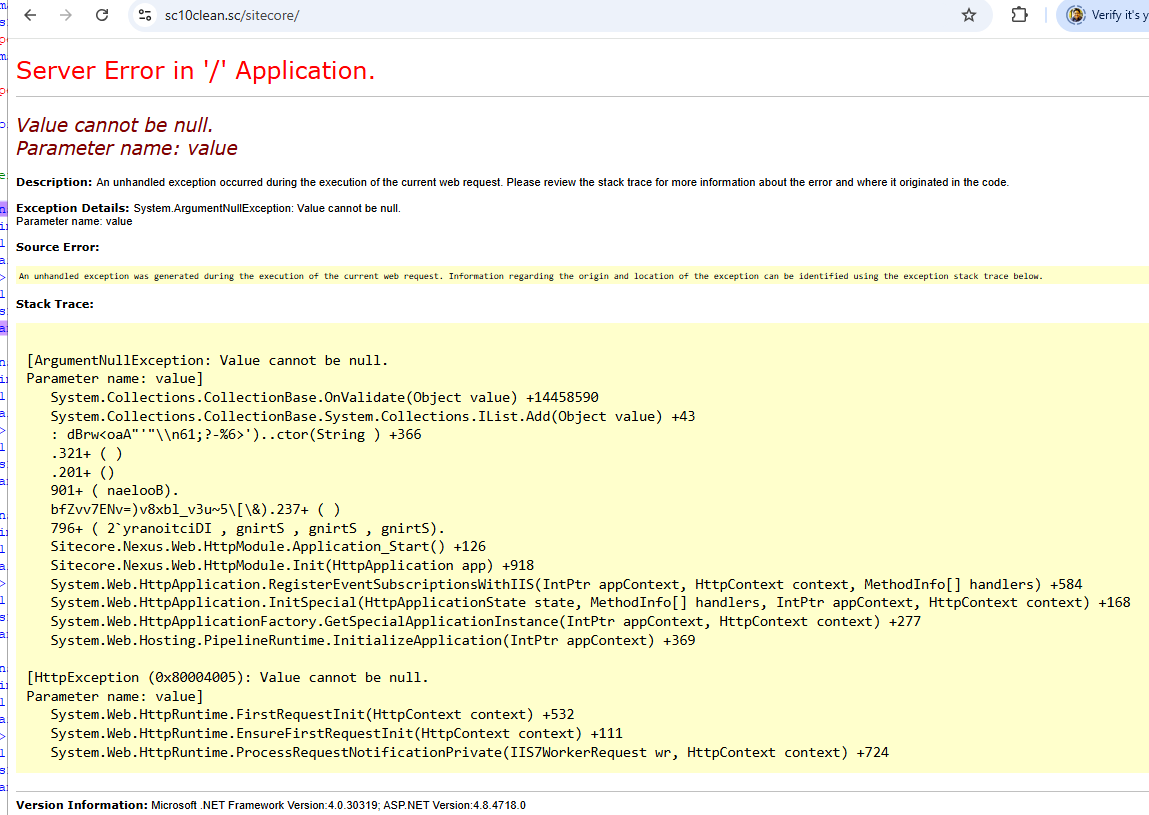 sc10clean.sc/sitecore/
Verify it's y
Server Error in '/' Application.
Value cannot be null.
Parameter name: value
Description: An unhandled exception occurred during the execution of the current web request. Please review the stack trace for more information about the error and where it originated in the code.
Exception Details: System.ArgumentNullException: Value cannot be null.
Parameter name: value
Source Error:
An unhandled exception was generated during the execution of the current web request. Information regarding the origin and location of the exception can be identified using the exception stack trace below.
Stack Trace:
[ArgumentNullException: Value cannot be null.
Parameter name: value]
System.Collections.CollectionBase.OnValidate(Object value) +14458590
System.Collections.CollectionBase.System.Collections.IList.Add(Object value) +43
: dBrw<oaA"'"\\n61;?-%6>')..ctor(String ) +366
.321+ ( )
.201+ ()
901+ ( naelooB).
bfZvv7ENv=)v8xbl_v3u~5\[\&).237+ ( )
796+ ( 2`yranoitciDI , gnirtS , gnirtS , gnirtS).
Sitecore.Nexus.Web.HttpModule.Application_Start() +126
Sitecore.Nexus.Web.HttpModule.Init(HttpApplication app) +918
System.Web.HttpApplication.RegisterEventSubscriptionsWithIIS(IntPtr appContext, HttpContext context, MethodInfo[] handlers) +584
System.Web.HttpApplication.InitSpecial(HttpApplicationState state, MethodInfo[] handlers, IntPtr appContext, HttpContext context) +168
System.Web.HttpApplicationFactory.GetSpecialApplicationInstance(IntPtr appContext, HttpContext context) +277
System.Web.Hosting.PipelineRuntime.InitializeApplication(IntPtr appContext) +369
[HttpException (0x80004005): Value cannot be null.
Parameter name: value]
System.Web.HttpRuntime.FirstRequestInit(HttpContext context) +532
System.Web.HttpRuntime.EnsureFirstRequestInit(HttpContext context) +111
System.Web.HttpRuntime.ProcessRequestNotificationPrivate(IIS7WorkerRequest wr, HttpContext context) +724
Version Information: Microsoft .NET Framework Version:4.0.30319; ASP.NET Version:4.8.4718.0